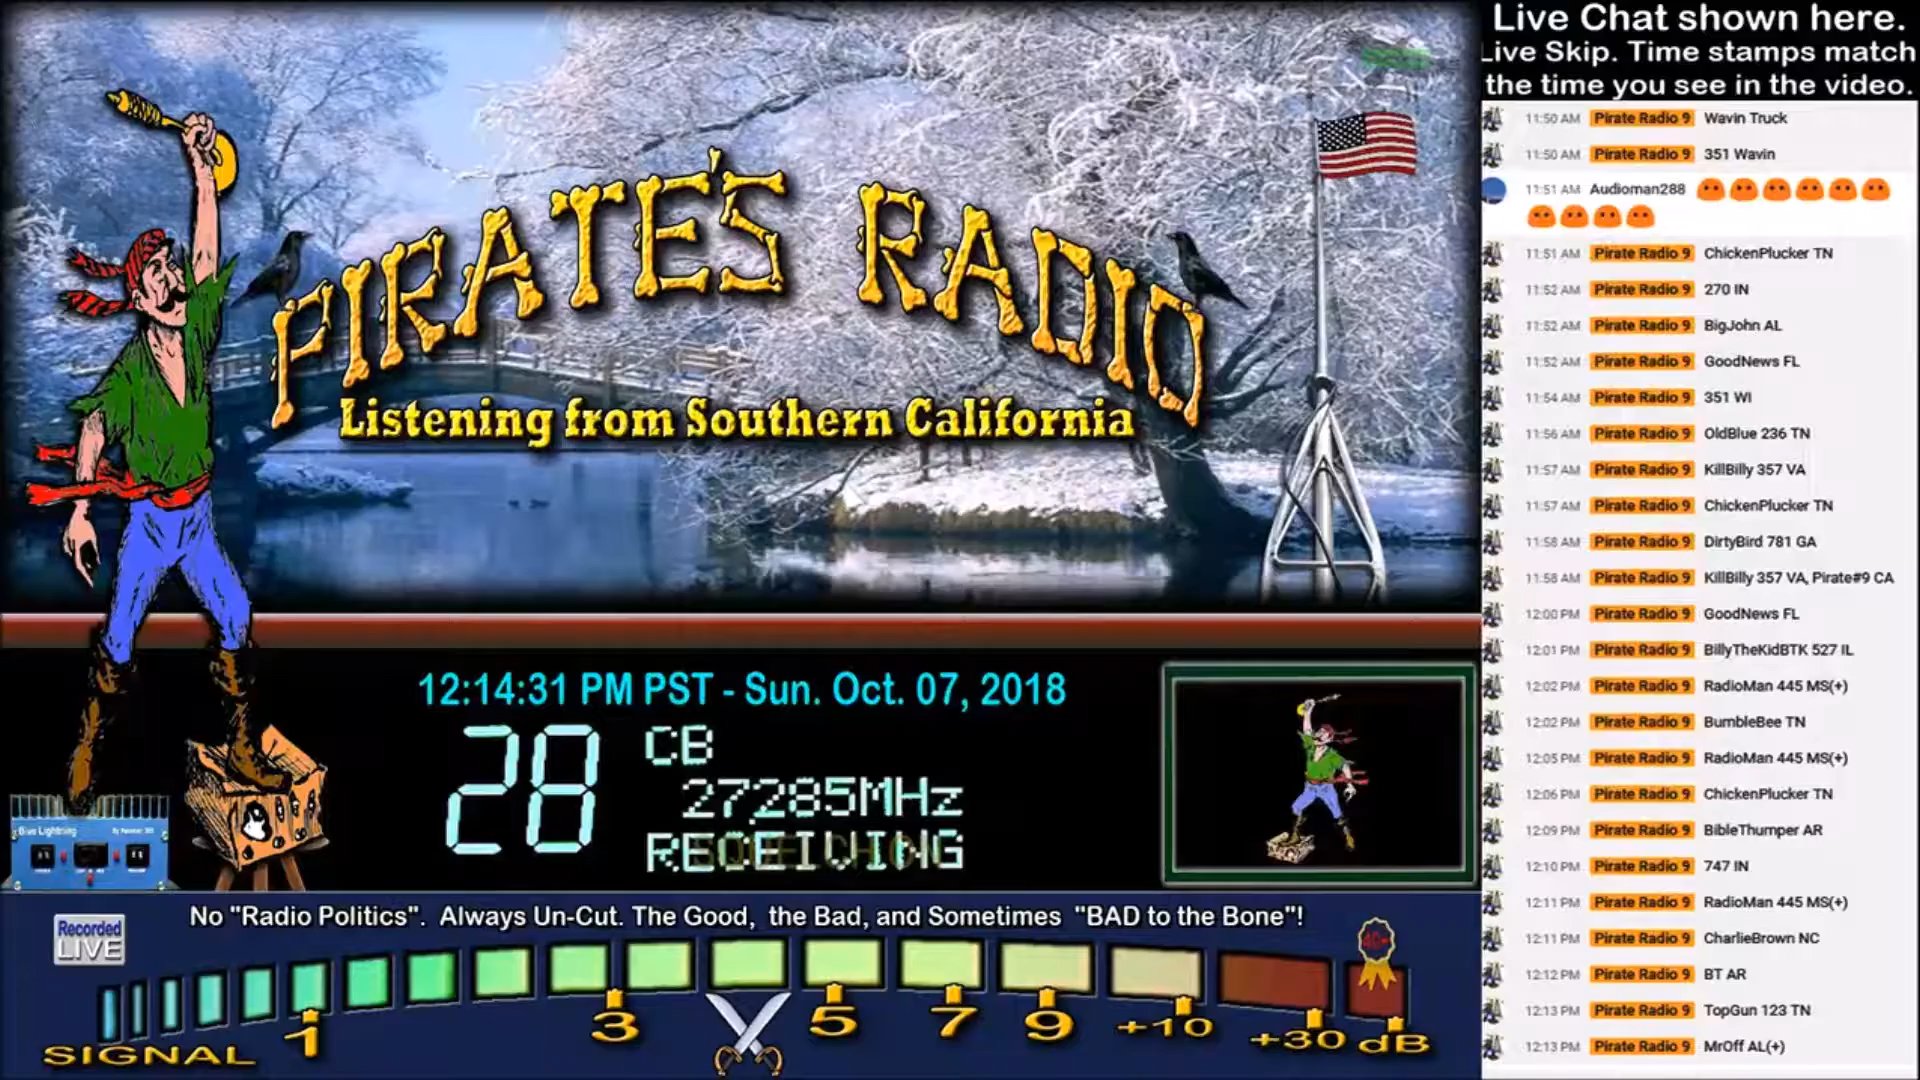 PIRATE'S RADIO
Listening from Southern California
12:14:31 PM PST - Sun. Oct. 07, 2018
28
CB
27.285MHz
RECEIVING
Blue Lightning
Recorded
LIVE
No "Radio Politics". Always Un-Cut. The Good, the Bad, and Sometimes "BAD to the Bone"!
40+
SIGNAL 1 3 5 7 9 +10 +30 dB
Live Chat shown here.
Live Skip. Time stamps match
the time you see in the video.
11:50 AM Pirate Radio 9 Wavin Truck
11:50 AM Pirate Radio 9 351 Wavin
11:51 AM Audioman288
11:51 AM Pirate Radio 9 ChickenPlucker TN
11:52 AM Pirate Radio 9 270 IN
11:52 AM Pirate Radio 9 BigJohn AL
11:52 AM Pirate Radio 9 GoodNews FL
11:54 AM Pirate Radio 9 351 WI
11:56 AM Pirate Radio 9 OldBlue 236 TN
11:57 AM Pirate Radio 9 KillBilly 357 VA
11:57 AM Pirate Radio 9 ChickenPlucker TN
11:58 AM Pirate Radio 9 DirtyBird 781 GA
11:58 AM Pirate Radio 9 KillBilly 357 VA, Pirate#9 CA
12:00 PM Pirate Radio 9 GoodNews FL
12:01 PM Pirate Radio 9 BillyTheKidBTK 527 IL
12:02 PM Pirate Radio 9 RadioMan 445 MS(+)
12:02 PM Pirate Radio 9 BumbleBee TN
12:05 PM Pirate Radio 9 RadioMan 445 MS(+)
12:06 PM Pirate Radio 9 ChickenPlucker TN
12:09 PM Pirate Radio 9 BibleThumper AR
12:10 PM Pirate Radio 9 747 IN
12:11 PM Pirate Radio 9 RadioMan 445 MS(+)
12:11 PM Pirate Radio 9 CharlieBrown NC
12:12 PM Pirate Radio 9 BT AR
12:13 PM Pirate Radio 9 TopGun 123 TN
12:13 PM Pirate Radio 9 MrOff AL(+)